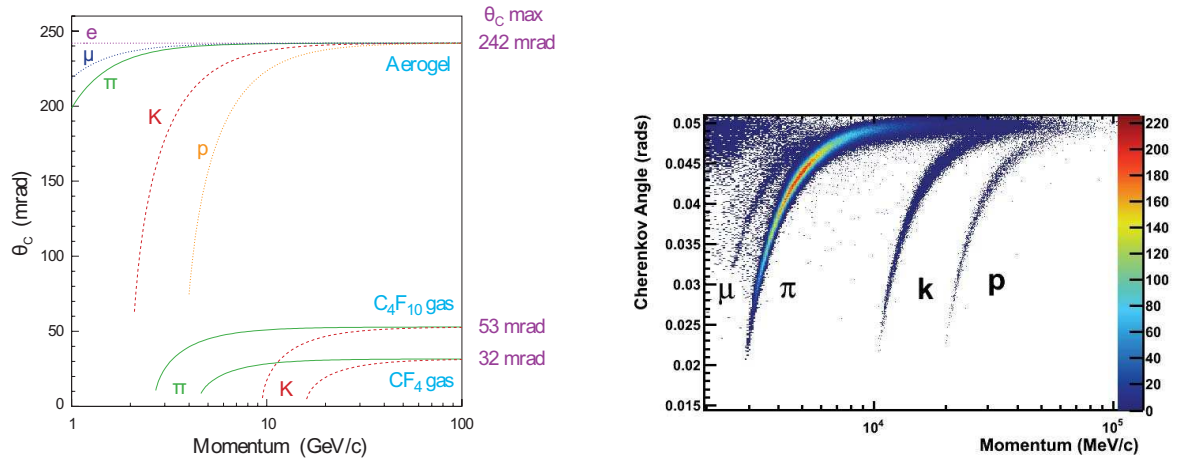 θC max
242 mrad
250
200
150
100
50
0
θC (mrad)
e
μ
π
K
p
Aerogel
C4F10 gas
53 mrad
32 mrad
π
K
CF4 gas
1
10
100
Momentum (GeV/c)
0.05
0.045
0.04
0.035
0.03
0.025
0.02
0.015
Cherenkov Angle (rads)
μ
π
k
p
220
200
180
160
140
120
100
80
60
40
20
0
10^4
10^5
Momentum (MeV/c)